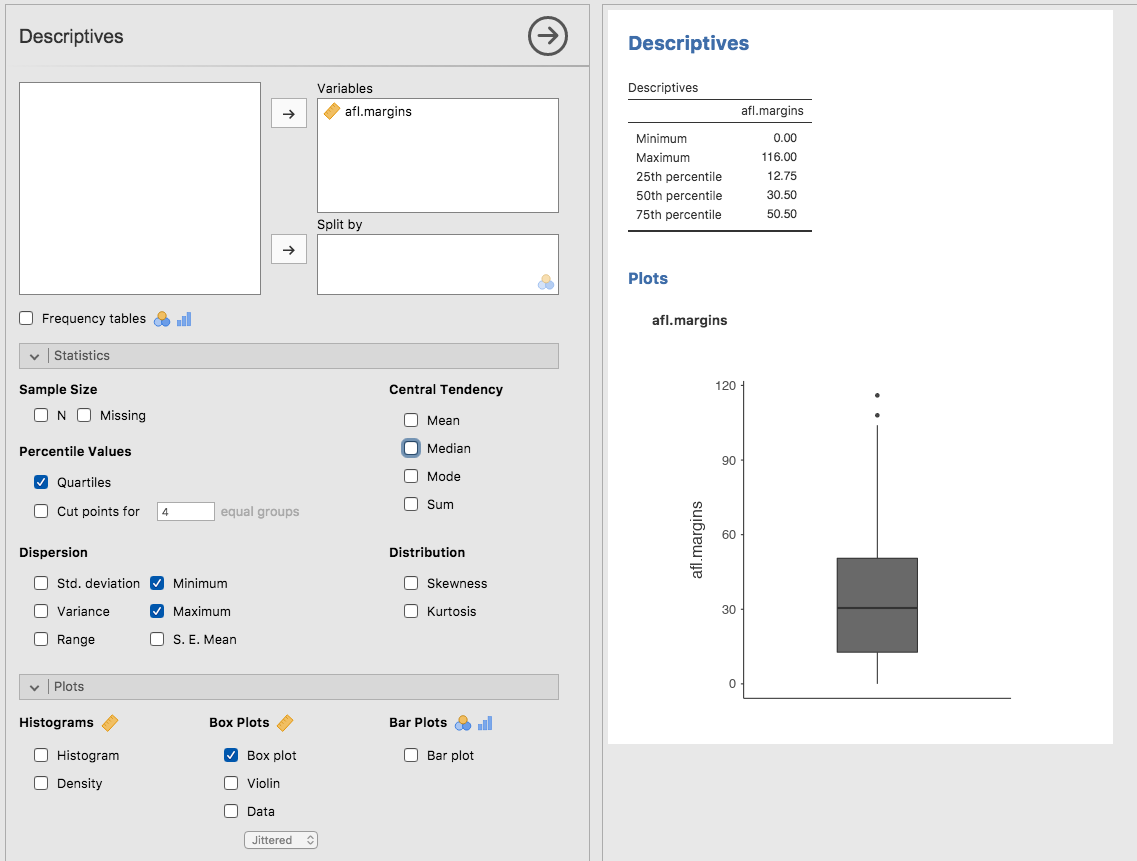 Descriptives
Variables
afl.margins
Split by
Frequency tables
Statistics
Sample Size
N Missing
Percentile Values
Quartiles
Cut points for 4 equal groups
Central Tendency
Mean
Median
Mode
Sum
Dispersion
Std. deviation Minimum
Variance Maximum
Range S. E. Mean
Distribution
Skewness
Kurtosis
Plots
Histograms
Histogram
Density
Box Plots
Box plot
Violin
Data
Jittered
Bar Plots
Bar plot
Descriptives
Descriptives
afl.margins
Minimum 0.00
Maximum 116.00
25th percentile 12.75
50th percentile 30.50
75th percentile 50.50
Plots
afl.margins
120
90
60
30
0
afl.margins